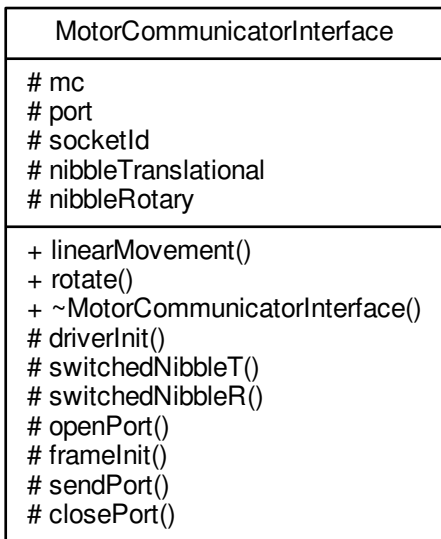 MotorCommunicatorInterface
# mc
# port
# socketId
# nibbleTranslational
# nibbleRotary
+ linearMovement()
+ rotate()
+ ~MotorCommunicatorInterface()
# driverInit()
# switchedNibbleT()
# switchedNibbleR()
# openPort()
# frameInit()
# sendPort()
# closePort()